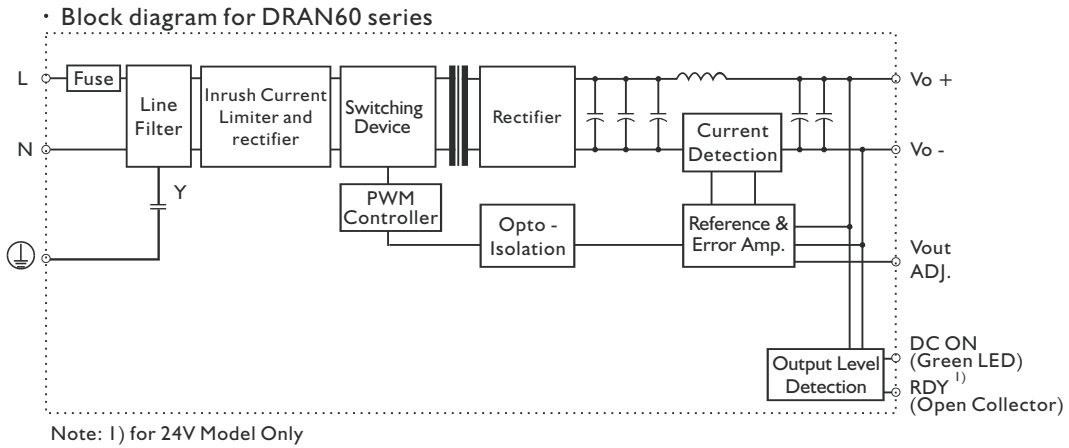 · Block diagram for DRAN60 series
L
Fuse
Line
Filter
Inrush Current
Limiter and
rectifier
Switching
Device
Rectifier
Current
Detection
Vo +
N
Vo -
Y
PWM
Controller
Opto -
Isolation
Reference &
Error Amp.
Vout
ADJ.
Output Level
Detection
DC ON
(Green LED)
RDY 1)
(Open Collector)
Note: 1) for 24V Model Only